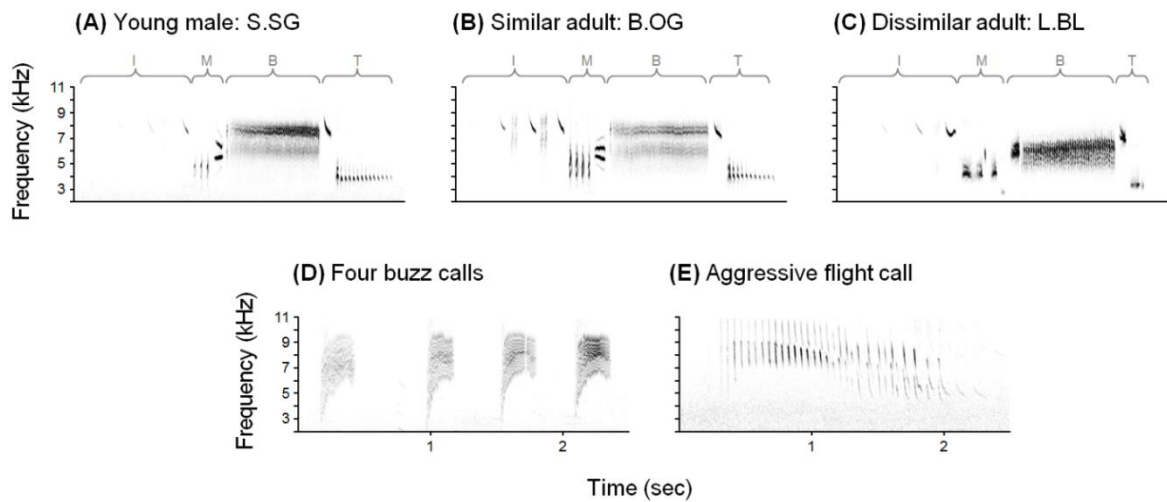 (A) Young male: S.SG
(B) Similar adult: B.OG
(C) Dissimilar adult: L.BL
I M B T
I M B T
I M B T
Frequency (kHz)
11
9
7
5
3
(D) Four buzz calls
(E) Aggressive flight call
Frequency (kHz)
11
9
7
5
3
1 2
1 2
Time (sec)